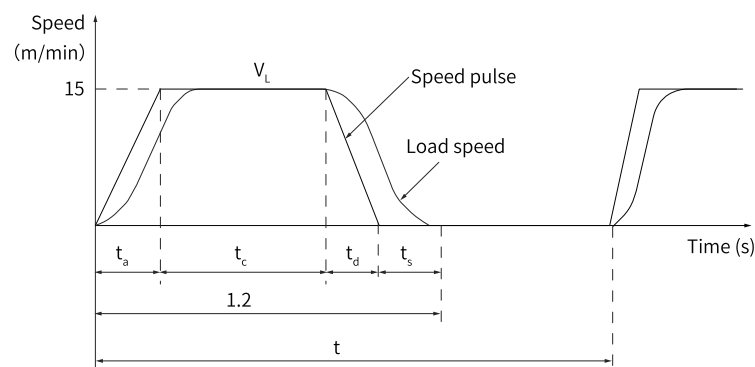 Speed
(m/min)
15
V_L
Speed pulse
Load speed
Time (s)
t_a
t_c
t_d
t_s
1.2
t